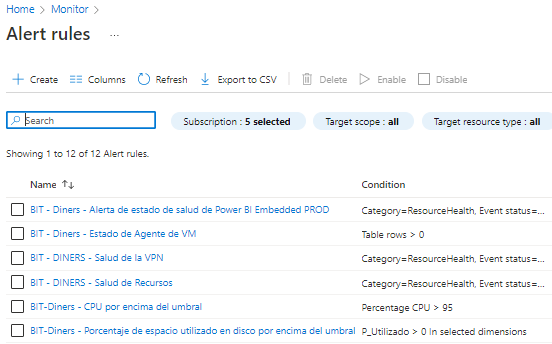 Home > Monitor >
Alert rules ...
+ Create Columns Refresh Export to CSV Delete Enable Disable
Search Subscription : 5 selected Target scope : all Target resource type : all
Showing 1 to 12 of 12 Alert rules.
Name ↑↓ Condition
BIT - Diners - Alerta de estado de salud de Power BI Embedded PROD Category=ResourceHealth, Event status=...
BIT - Diners - Estado de Agente de VM Table rows > 0
BIT - DINERS - Salud de la VPN Category=ResourceHealth, Event status=...
BIT - DINERS - Salud de Recursos Category=ResourceHealth, Event status=...
BIT-Diners - CPU por encima del umbral Percentage CPU > 95
BIT-Diners - Porcentaje de espacio utilizado en disco por encima del umbral P_Utilizado > 0 In selected dimensions